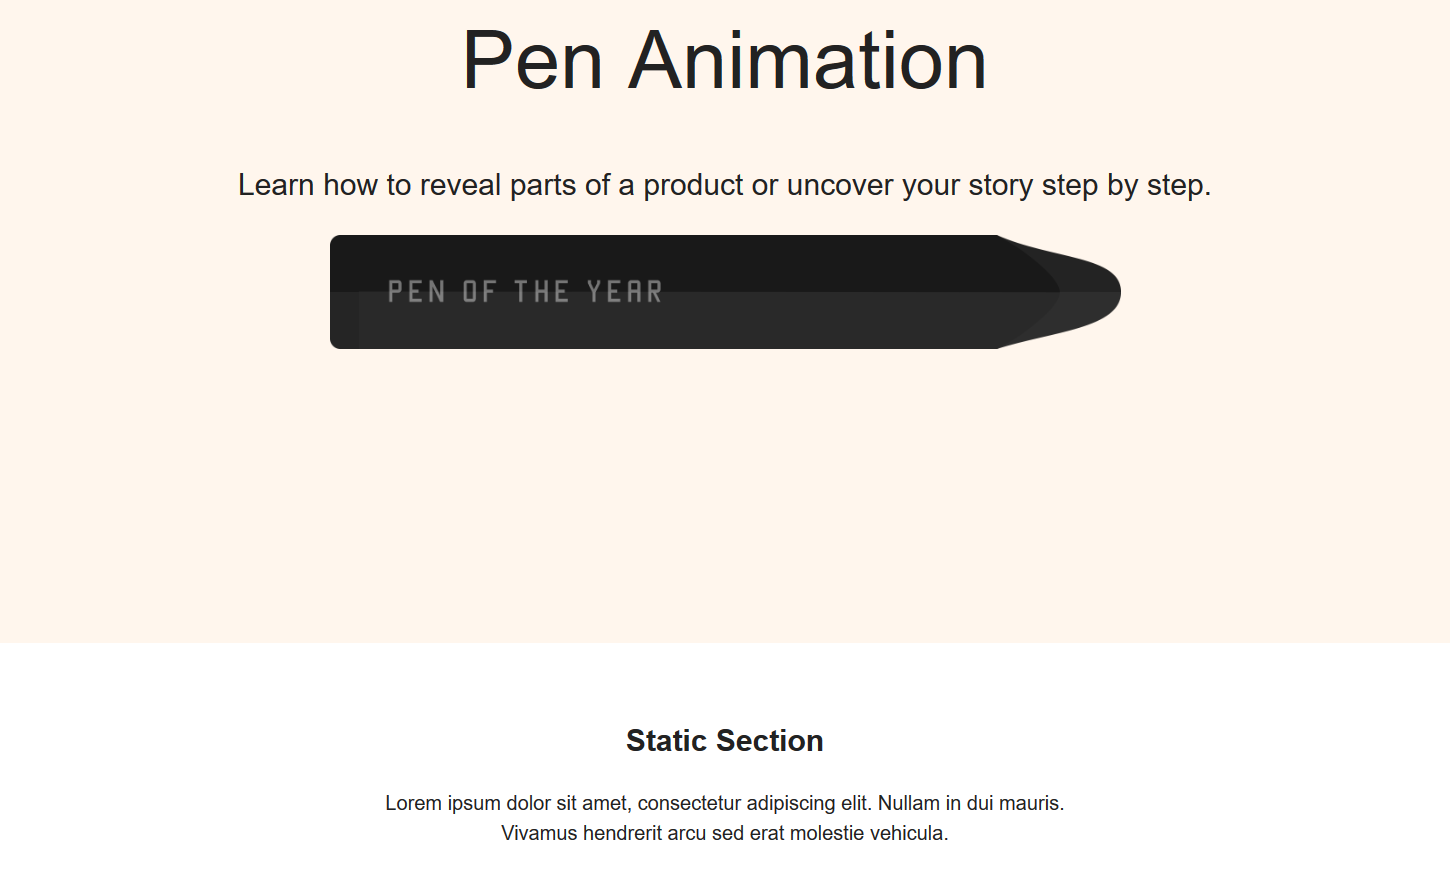 Pen Animation
Learn how to reveal parts of a product or uncover your story step by step.
PEN OF THE YEAR
Static Section
Lorem ipsum dolor sit amet, consectetur adipiscing elit. Nullam in dui mauris.
Vivamus hendrerit arcu sed erat molestie vehicula.